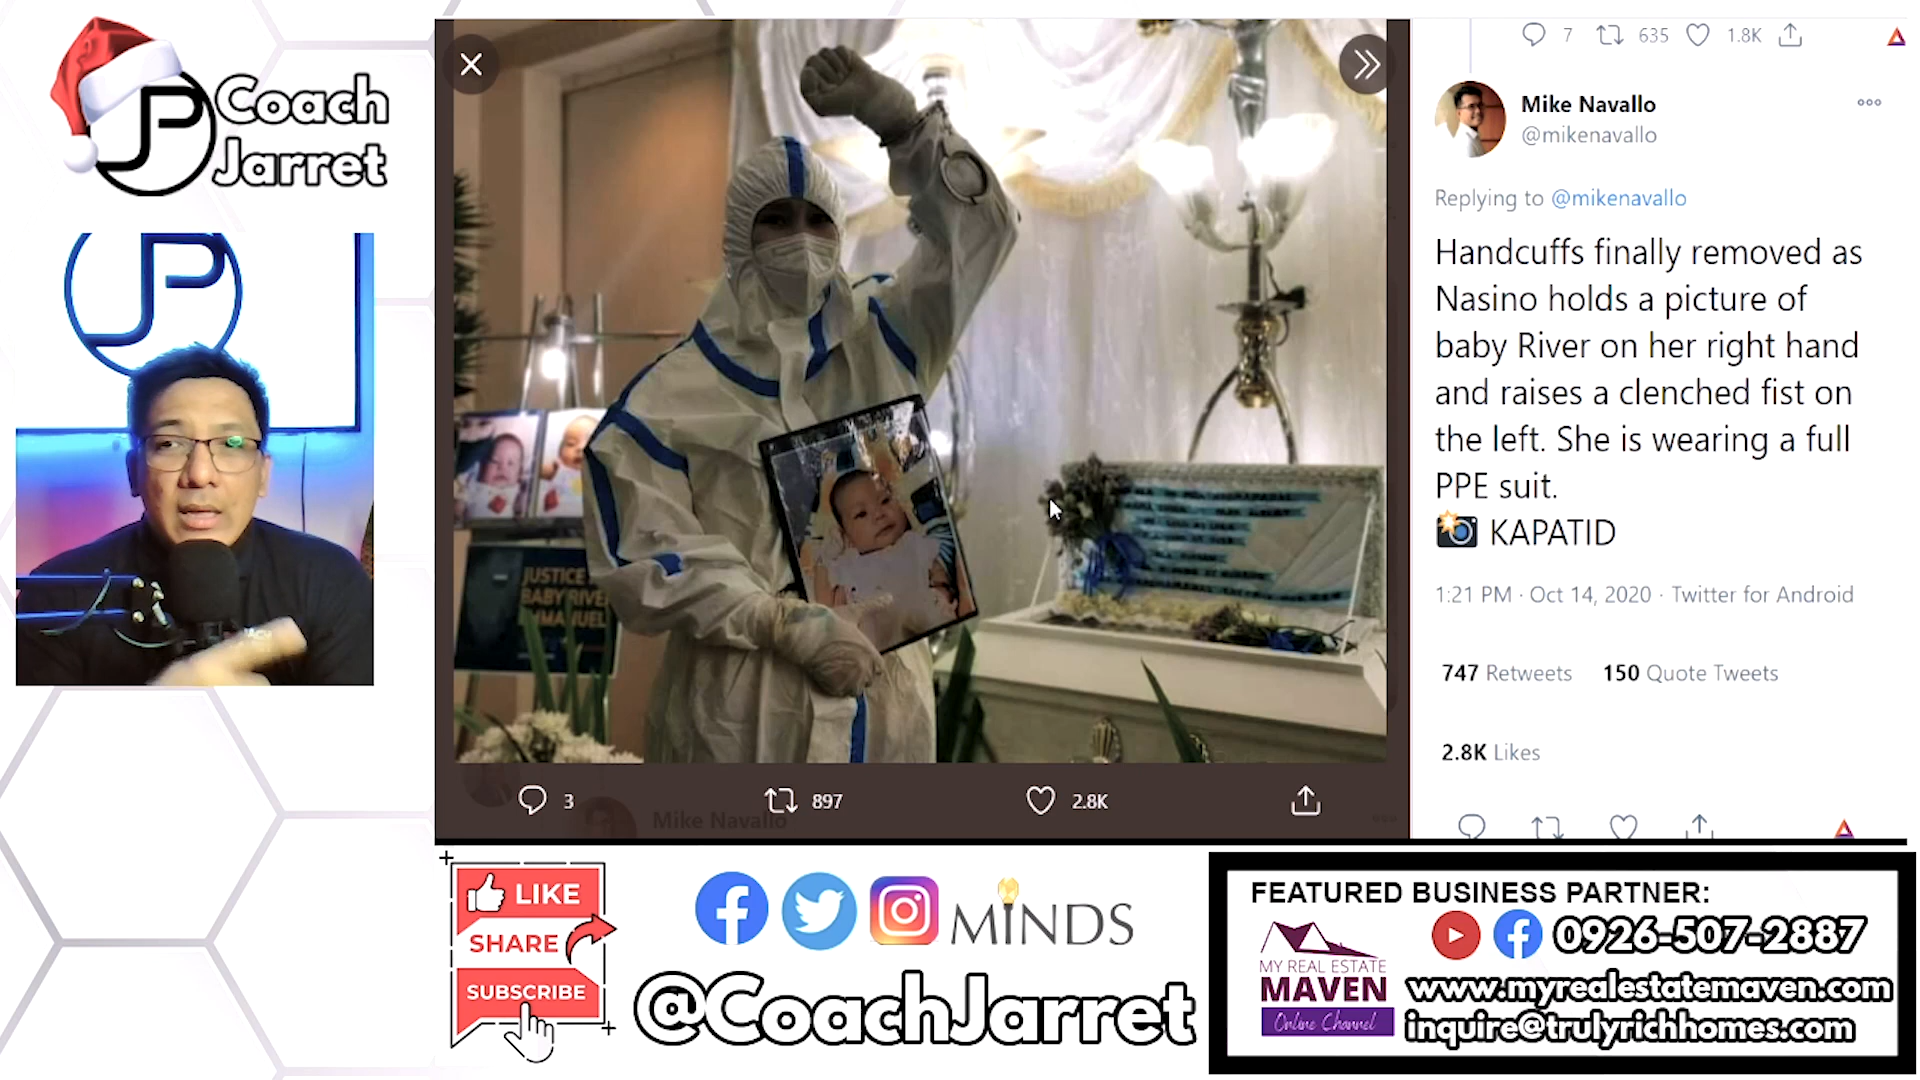 Coach
Jarret
JUSTICE
BABY RIVER
EMMANUEL
3
897
2.8K
Mike Navallo
7
635
1.8K
Mike Navallo
@mikenavallo
Replying to @mikenavallo
Handcuffs finally removed as
Nasino holds a picture of
baby River on her right hand
and raises a clenched fist on
the left. She is wearing a full
PPE suit.
KAPATID
1:21 PM · Oct 14, 2020 · Twitter for Android
747 Retweets 150 Quote Tweets
2.8K Likes
LIKE
SHARE
SUBSCRIBE
MINDS
@CoachJarret
FEATURED BUSINESS PARTNER:
0926-507-2887
MY REAL ESTATE
MAVEN
Online Channel
www.myrealestatemaven.com
inquire@trulyrichhomes.com